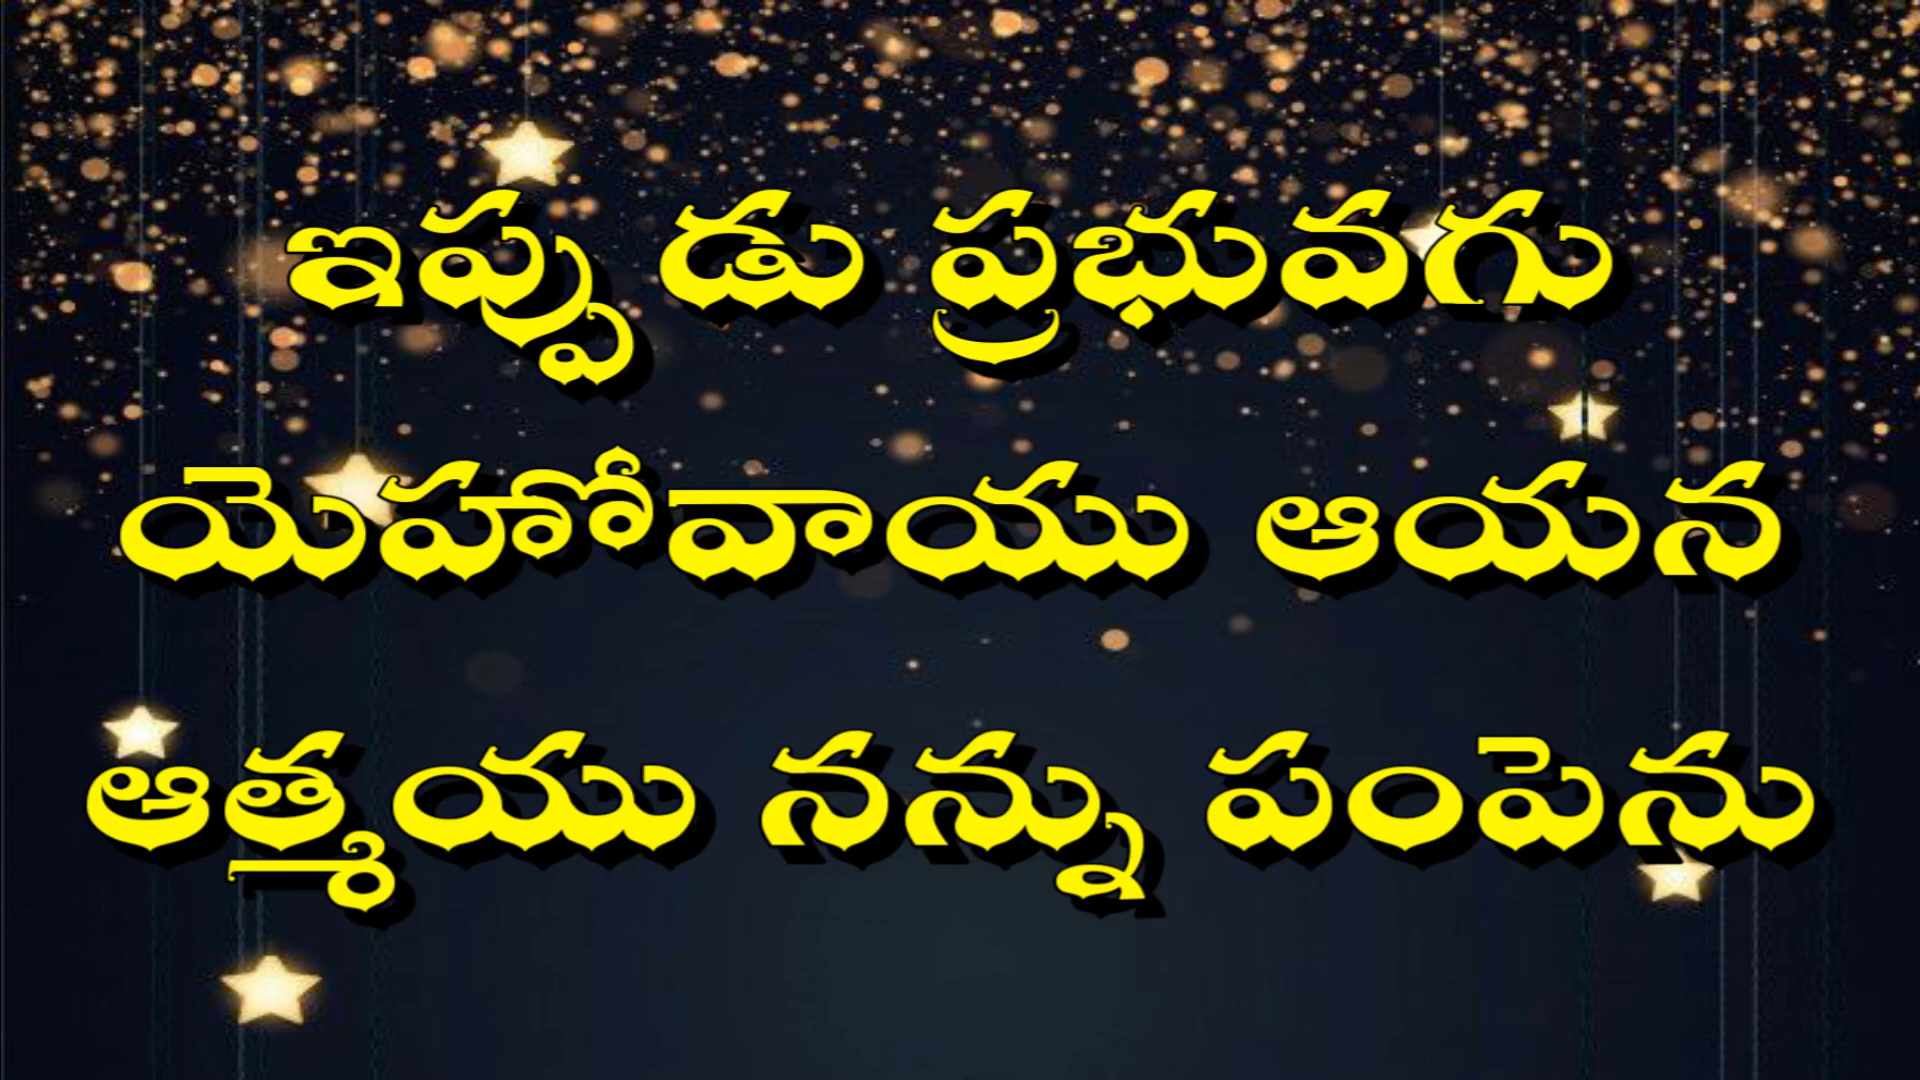 ఇప్పు డు ప్రభువగు
యెహోవాయు ఆయన
ఆత్మయు నన్ను పంపెను